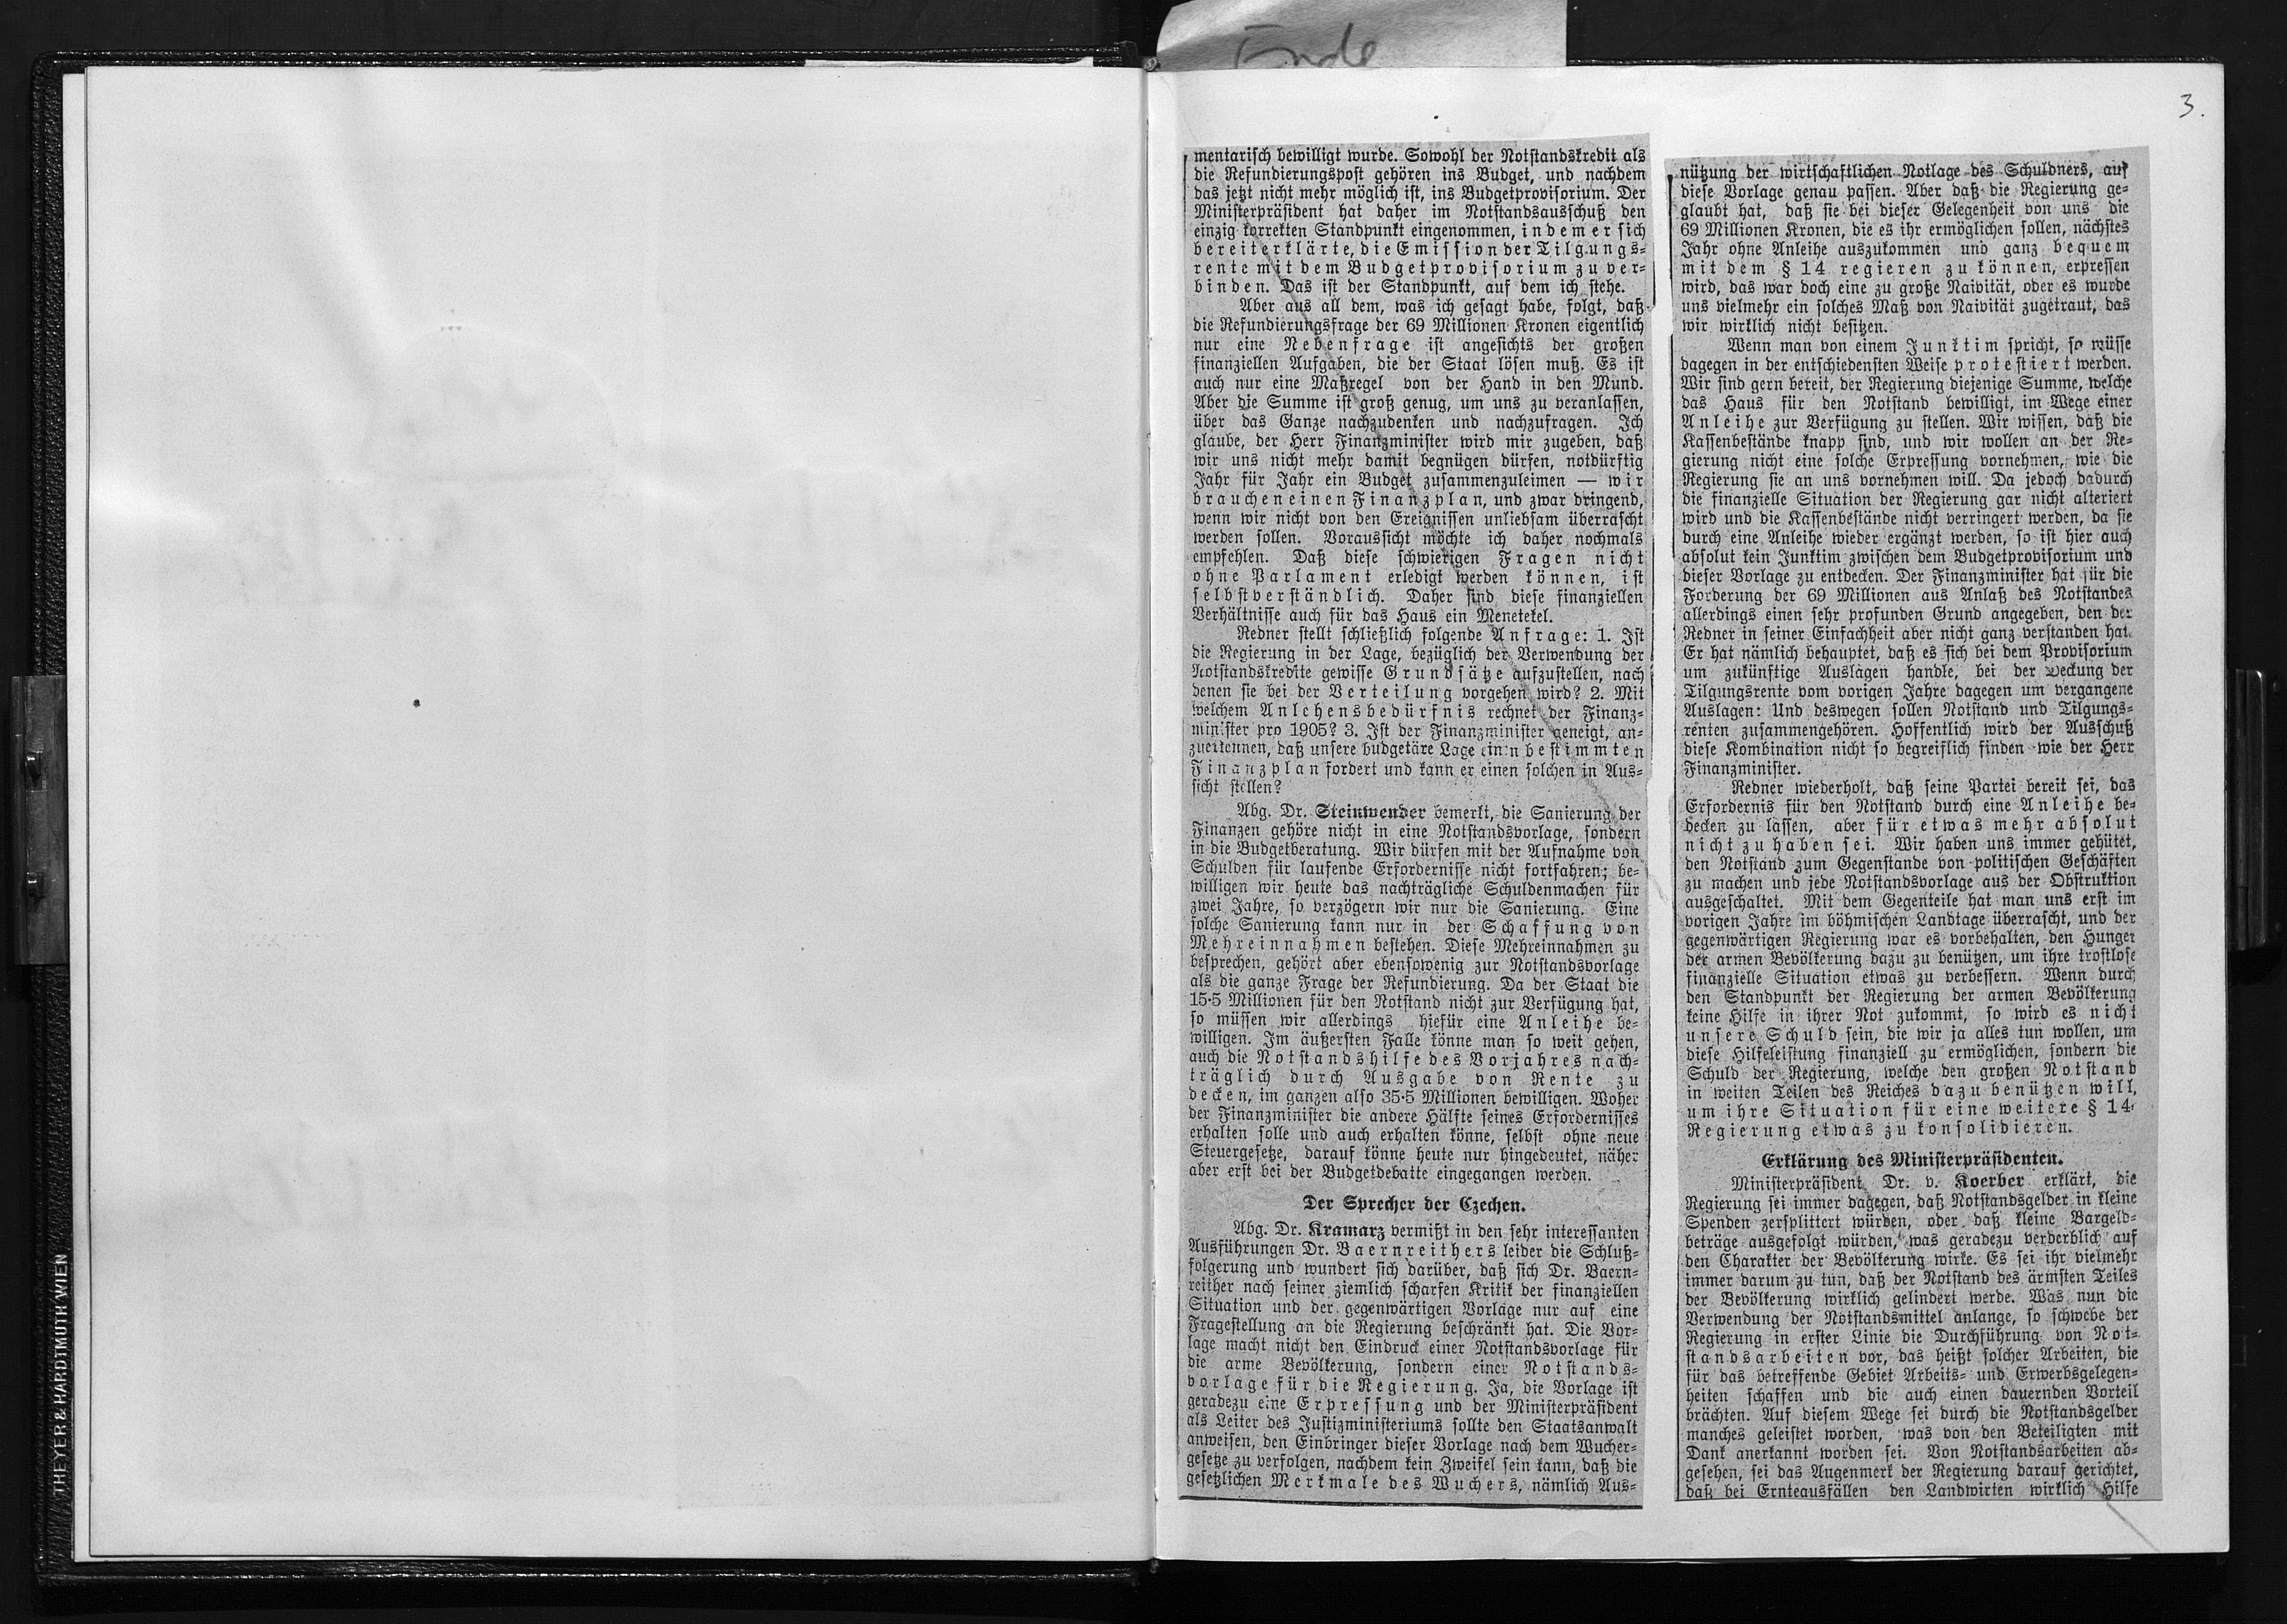 Ende
3.
mentarisch bewilligt wurde. Sowohl der Notstandskredit als
die Refundierungspost gehören ins Budget, und nachdem
das jetzt nicht mehr möglich ist, ins Budgetprovisorium. Der
Ministerpräsident hat daher im Notstandsausschuß den
einzig korrekten Standpunkt eingenommen, indem er sich
bereit erklärte, die Emission der Tilgungs-
rente mit dem Budgetprovisorium zu ver-
binden. Das ist der Standpunkt, auf dem ich stehe.
Aber aus all dem, was ich gesagt habe, folgt, daß
die Refundierungsfrage der 69 Millionen Kronen eigentlich
nur eine Nebenfrage ist angesichts der großen
finanziellen Aufgaben, die der Staat lösen muß. Es ist
auch nur eine Maßregel von der Hand in den Mund.
Aber die Summe ist groß genug, um uns zu veranlassen,
über das Ganze nachzudenken und nachzufragen. Ich
glaube, der Herr Finanzminister wird mir zugeben, daß
wir uns nicht mehr damit begnügen dürfen, notdürftig
Jahr für Jahr ein Budget zusammenzuleimen — wir
brauchen einen Finanzplan, und zwar dringend,
wenn wir nicht von den Ereignissen unliebsam überrascht
werden sollen. Voraussicht möchte ich daher nochmals
empfehlen. Daß diese schwierigen Fragen nicht
ohne Parlament erledigt werden können, ist
selbstverständlich. Daher sind diese finanziellen
Verhältnisse auch für das Haus ein Menetekel.
Redner stellt schließlich folgende Anfrage: 1. Ist
die Regierung in der Lage, bezüglich der Verwendung der
Notstandskredite gewisse Grundsätze aufzustellen, nach
denen sie bei der Verteilung vorgehen wird? 2. Mit
welchem Anlehensbedürfnis rechnet der Finanz-
minister pro 1905? 3. Ist der Finanzminister geneigt, an-
zuerkennen, daß unsere budgetäre Lage einen bestimmten
Finanzplan fordert und kann er einen solchen in Aus-
sicht stellen?
Abg. Dr. Steinwender bemerkt, die Sanierung der
Finanzen gehöre nicht in eine Notstandsvorlage, sondern
in die Budgetberatung. Wir dürfen mit der Aufnahme von
Schulden für laufende Erfordernisse nicht fortfahren; be-
willigen wir heute das nachträgliche Schuldenmachen für
zwei Jahre, so verzögern wir nur die Sanierung. Eine
solche Sanierung kann nur in der Schaffung von
Mehreinnahmen bestehen. Diese Mehreinnahmen zu
besprechen, gehört aber ebensowenig zur Notstandsvorlage
als die ganze Frage der Refundierung. Da der Staat die
15·5 Millionen für den Notstand nicht zur Verfügung hat,
so müssen wir allerdings hiefür eine Anleihe be-
willigen. Im äußersten Falle könne man so weit gehen,
auch die Notstandshilfe des Vorjahres nach-
träglich durch Ausgabe von Rente zu
decken, im ganzen also 35·5 Millionen bewilligen. Woher
der Finanzminister die andere Hälfte seines Erfordernisses
erhalten solle und auch erhalten könne, selbst ohne neue
Steuergesetze, darauf könne heute nur hingedeutet, näher
aber erst bei der Budgetdebatte eingegangen werden.
Der Sprecher der Czechen.
Abg. Dr. Kramarz vermißt in den sehr interessanten
Ausführungen Dr. Baernreithers leider die Schluß-
folgerung und wundert sich darüber, daß sich Dr. Baern-
reither nach seiner ziemlich scharfen Kritik der finanziellen
Situation und der gegenwärtigen Vorlage nur auf eine
Fragestellung an die Regierung beschränkt hat. Die Vor-
lage macht nicht den Eindruck einer Notstandsvorlage für
die arme Bevölkerung, sondern einer Notstands-
vorlage für die Regierung. Ja, die Vorlage ist
geradezu eine Erpressung und der Ministerpräsident
als Leiter des Justizministeriums sollte den Staatsanwalt
anweisen, den Einbringer dieser Vorlage nach dem Wucher-
gesetze zu verfolgen, nachdem kein Zweifel sein kann, daß die
gesetzlichen Merkmale des Wuchers, nämlich Aus-
nützung der wirtschaftlichen Notlage des Schuldners, auf
diese Vorlage genau passen. Aber daß die Regierung ge-
glaubt hat, daß sie bei dieser Gelegenheit von uns die
69 Millionen Kronen, die es ihr ermöglichen sollen, nächstes
Jahr ohne Anleihe auszukommen und ganz bequem
mit dem § 14 regieren zu können, erpressen
wird, das war doch eine zu große Naivität, oder es wurde
uns vielmehr ein solches Maß von Naivität zugetraut, das
wir wirklich nicht besitzen.
Wenn man von einem Junktim spricht, so müsse
dagegen in der entschiedensten Weise protestiert werden.
Wir sind gern bereit, der Regierung diejenige Summe, welche
das Haus für den Notstand bewilligt, im Wege einer
Anleihe zur Verfügung zu stellen. Wir wissen, daß die
Kassenbestände knapp sind, und wir wollen an der Re-
gierung nicht eine solche Erpressung vornehmen, wie die
Regierung sie an uns vornehmen will. Da jedoch dadurch
die finanzielle Situation der Regierung gar nicht alteriert
wird und die Kassenbestände nicht verringert werden, da sie
durch eine Anleihe wieder ergänzt werden, so ist hier auch
absolut kein Junktim zwischen dem Budgetprovisorium und
dieser Vorlage zu entdecken. Der Finanzminister hat für die
Forderung der 69 Millionen aus Anlaß des Notstandes
allerdings einen sehr profunden Grund angegeben, den der
Redner in seiner Einfachheit aber nicht ganz verstanden hat.
Er hat nämlich behauptet, daß es sich bei dem Provisorium
um zukünftige Auslagen handle, bei der Deckung der
Tilgungsrente vom vorigen Jahre dagegen um vergangene
Auslagen: Und deswegen sollen Notstand und Tilgungs-
renten zusammengehören. Hoffentlich wird der Ausschuß
diese Kombination nicht so begreiflich finden wie der Herr
Finanzminister.
Redner wiederholt, daß seine Partei bereit sei, das
Erfordernis für den Notstand durch eine Anleihe be-
decken zu lassen, aber für etwas mehr absolut
nicht zu haben sei. Wir haben uns immer gehütet,
den Notstand zum Gegenstande von politischen Geschäften
zu machen und jede Notstandsvorlage aus der Obstruktion
ausgeschaltet. Mit dem Gegenteile hat man uns erst im
vorigen Jahre im böhmischen Landtage überrascht, und der
gegenwärtigen Regierung war es vorbehalten, den Hunger
der armen Bevölkerung dazu zu benützen, um ihre trostlose
finanzielle Situation etwas zu verbessern. Wenn durch
den Standpunkt der Regierung der armen Bevölkerung
keine Hilfe in ihrer Not zukommt, so wird es nicht
unsere Schuld sein, die wir ja alles tun wollen, um
diese Hilfeleistung finanziell zu ermöglichen, sondern die
Schuld der Regierung, welche den großen Notstand
in weiten Teilen des Reiches dazu benützen will,
um ihre Situation für eine weitere § 14-
Regierung etwas zu konsolidieren.
Erklärung des Ministerpräsidenten.
Ministerpräsident Dr. v. Koerber erklärt, die
Regierung sei immer dagegen, daß Notstandsgelder in kleine
Spenden zersplittert würden, oder daß kleine Bargeld-
beträge ausgefolgt würden, was geradezu verderblich auf
den Charakter der Bevölkerung wirke. Es sei ihr vielmehr
immer darum zu tun, daß der Notstand des ärmsten Teiles
der Bevölkerung wirklich gelindert werde. Was nun die
Verwendung der Notstandsmittel anlange, so schwebe der
Regierung in erster Linie die Durchführung von Not-
standsarbeiten vor, das heißt solcher Arbeiten, die
für das betreffende Gebiet Arbeits- und Erwerbsgelegen-
heiten schaffen und die auch einen dauernden Vorteil
brächten. Auf diesem Wege sei durch die Notstandsgelder
manches geleistet worden, was von den Beteiligten mit
Dank anerkannt worden sei. Von Notstandsarbeiten ab-
gesehen, sei das Augenmerk der Regierung darauf gerichtet,
daß bei Ernteausfällen den Landwirten wirklich Hilfe
THEYER & HARDTMUTH WIEN